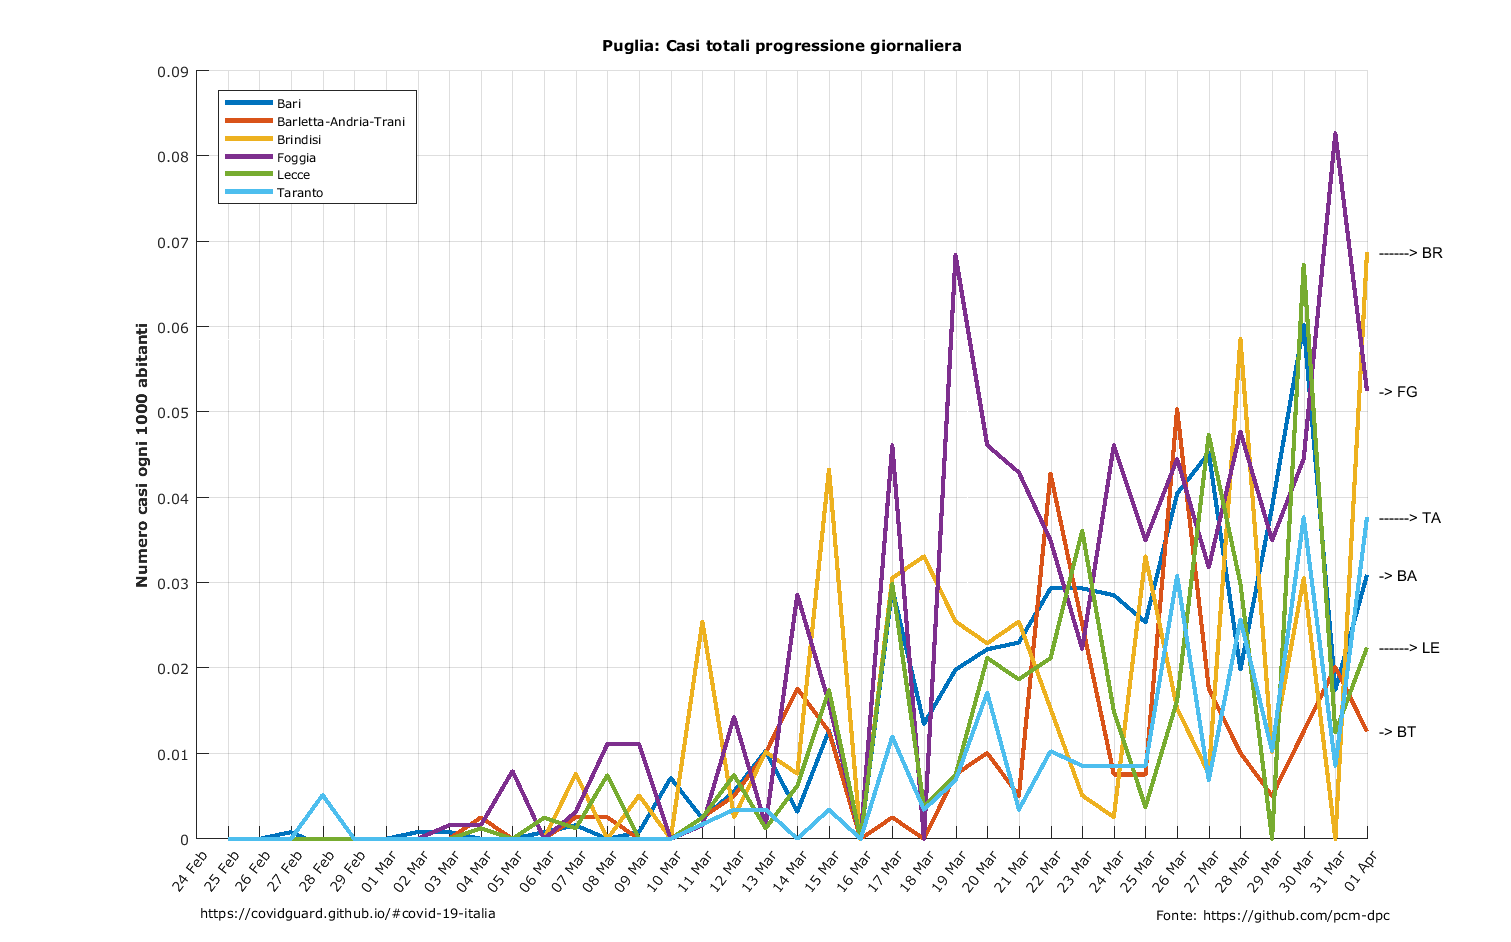 Puglia: Casi totali progressione giornaliera
Numero casi ogni 1000 abitanti
0.09
0.08
0.07
0.06
0.05
0.04
0.03
0.02
0.01
0
Bari
Barletta-Andria-Trani
Brindisi
Foggia
Lecce
Taranto
------> BR
-> FG
------> TA
-> BA
------> LE
-> BT
24 Feb
25 Feb
26 Feb
27 Feb
28 Feb
29 Feb
01 Mar
02 Mar
03 Mar
04 Mar
05 Mar
06 Mar
07 Mar
08 Mar
09 Mar
10 Mar
11 Mar
12 Mar
13 Mar
14 Mar
15 Mar
16 Mar
17 Mar
18 Mar
19 Mar
20 Mar
21 Mar
22 Mar
23 Mar
24 Mar
25 Mar
26 Mar
27 Mar
28 Mar
29 Mar
30 Mar
31 Mar
01 Apr
https://covidguard.github.io/#covid-19-italia
Fonte: https://github.com/pcm-dpc